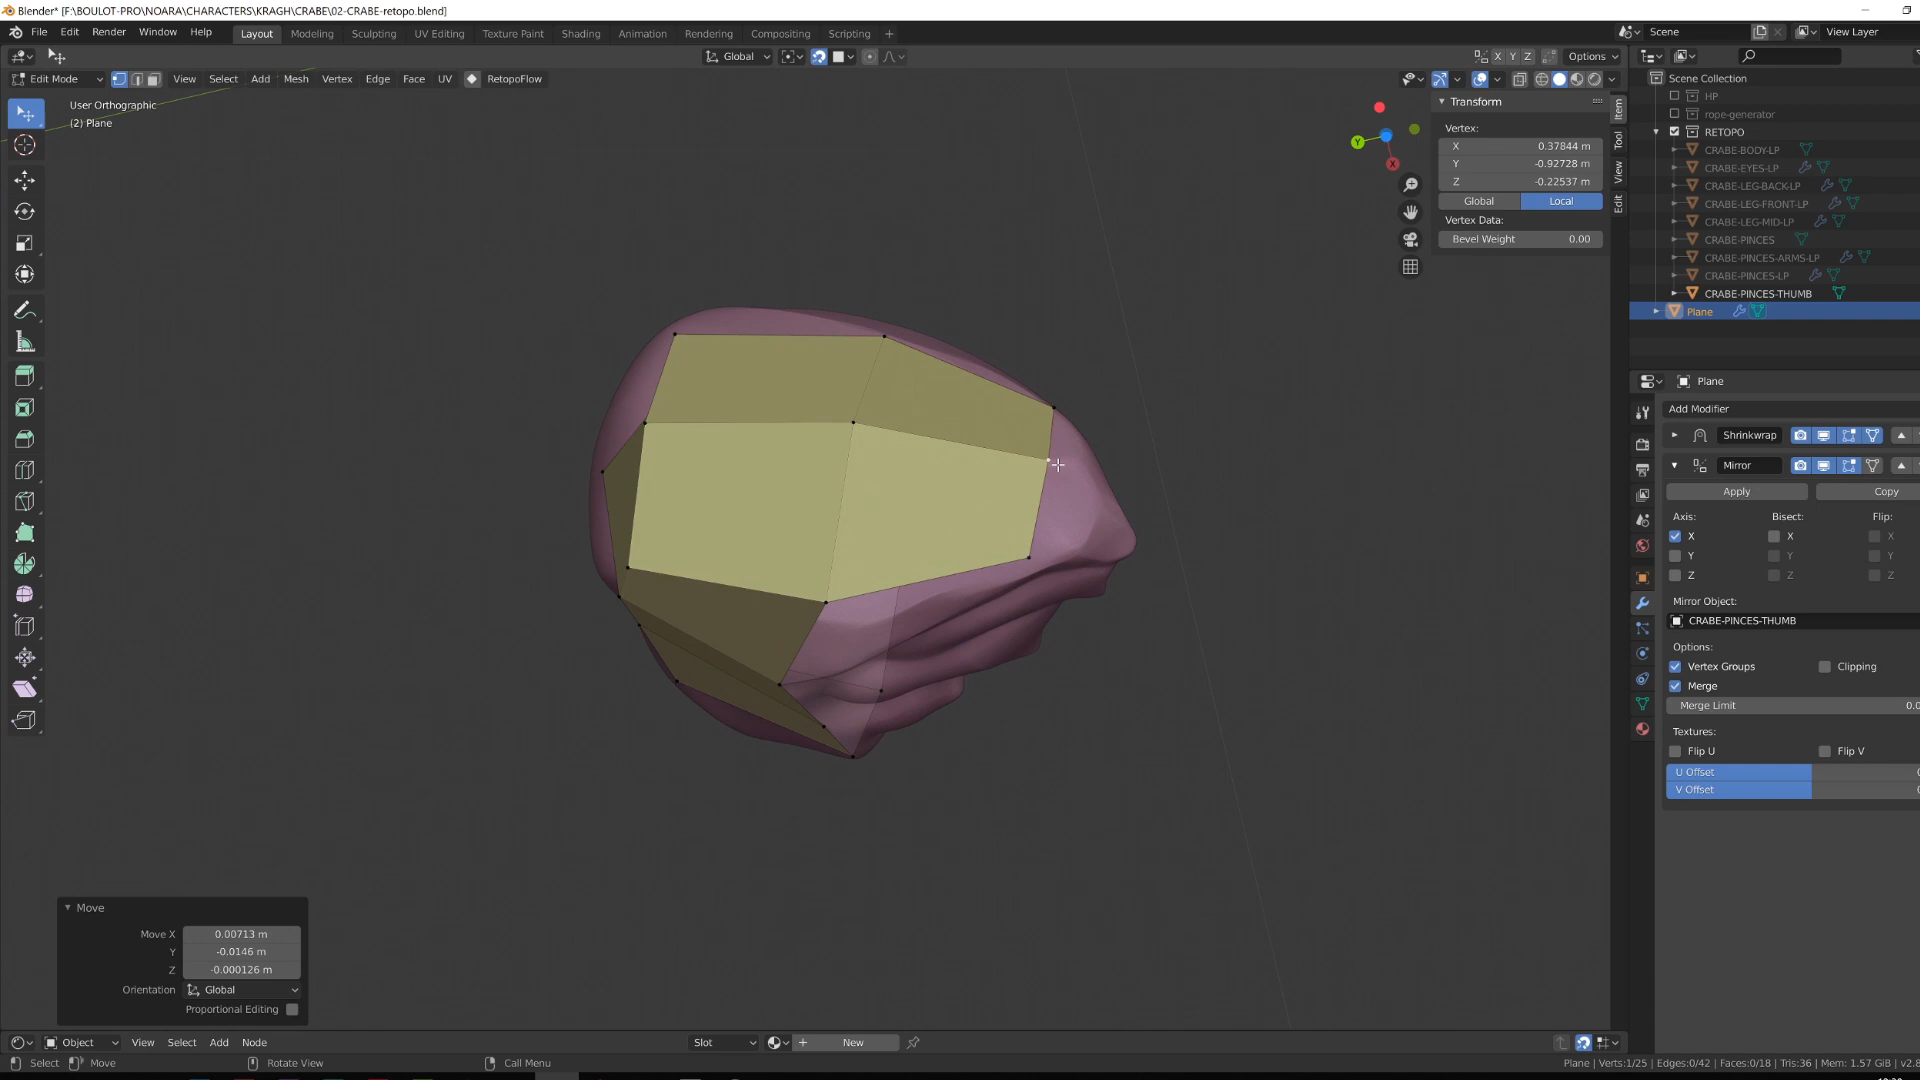 Blender* [F:\BOULOT-PRO\NOARA\CHARACTERS\KRAGH\CRABE\02-CRABE-retopo.blend]
File Edit Render Window Help Layout Modeling Sculpting UV Editing Texture Paint Shading Animation Rendering Compositing Scripting + Scene View Layer
Global X Y Z Options
Edit Mode View Select Add Mesh Vertex Edge Face UV RetopoFlow
User Orthographic
(2) Plane
Y
X
Transform
Vertex:
X 0.37844 m
Y -0.92728 m
Z -0.22537 m
Global Local
Vertex Data:
Bevel Weight 0.00
Item
Tool
View
Edit
Scene Collection
HP
rope-generator
RETOPO
CRABE-BODY-LP
CRABE-EYES-LP
CRABE-LEG-BACK-LP
CRABE-LEG-FRONT-LP
CRABE-LEG-MID-LP
CRABE-PINCES
CRABE-PINCES-ARMS-LP
CRABE-PINCES-LP
CRABE-PINCES-THUMB
Plane
Plane
Add Modifier
Shrinkwrap
Mirror
Apply Copy
Axis: Bisect: Flip:
X X X
Y Y Y
Z Z Z
Mirror Object:
CRABE-PINCES-THUMB
Options:
Vertex Groups Clipping
Merge
Merge Limit 0.0
Textures:
Flip U Flip V
U Offset
V Offset
Move
Move X 0.00713 m
Y -0.0146 m
Z -0.000126 m
Orientation Global
Proportional Editing
Object View Select Add Node Slot + New
Select Move Rotate View Call Menu Plane | Verts:1/25 | Edges:0/42 | Faces:0/18 | Tris:36 | Mem: 1.57 GiB | v2.8